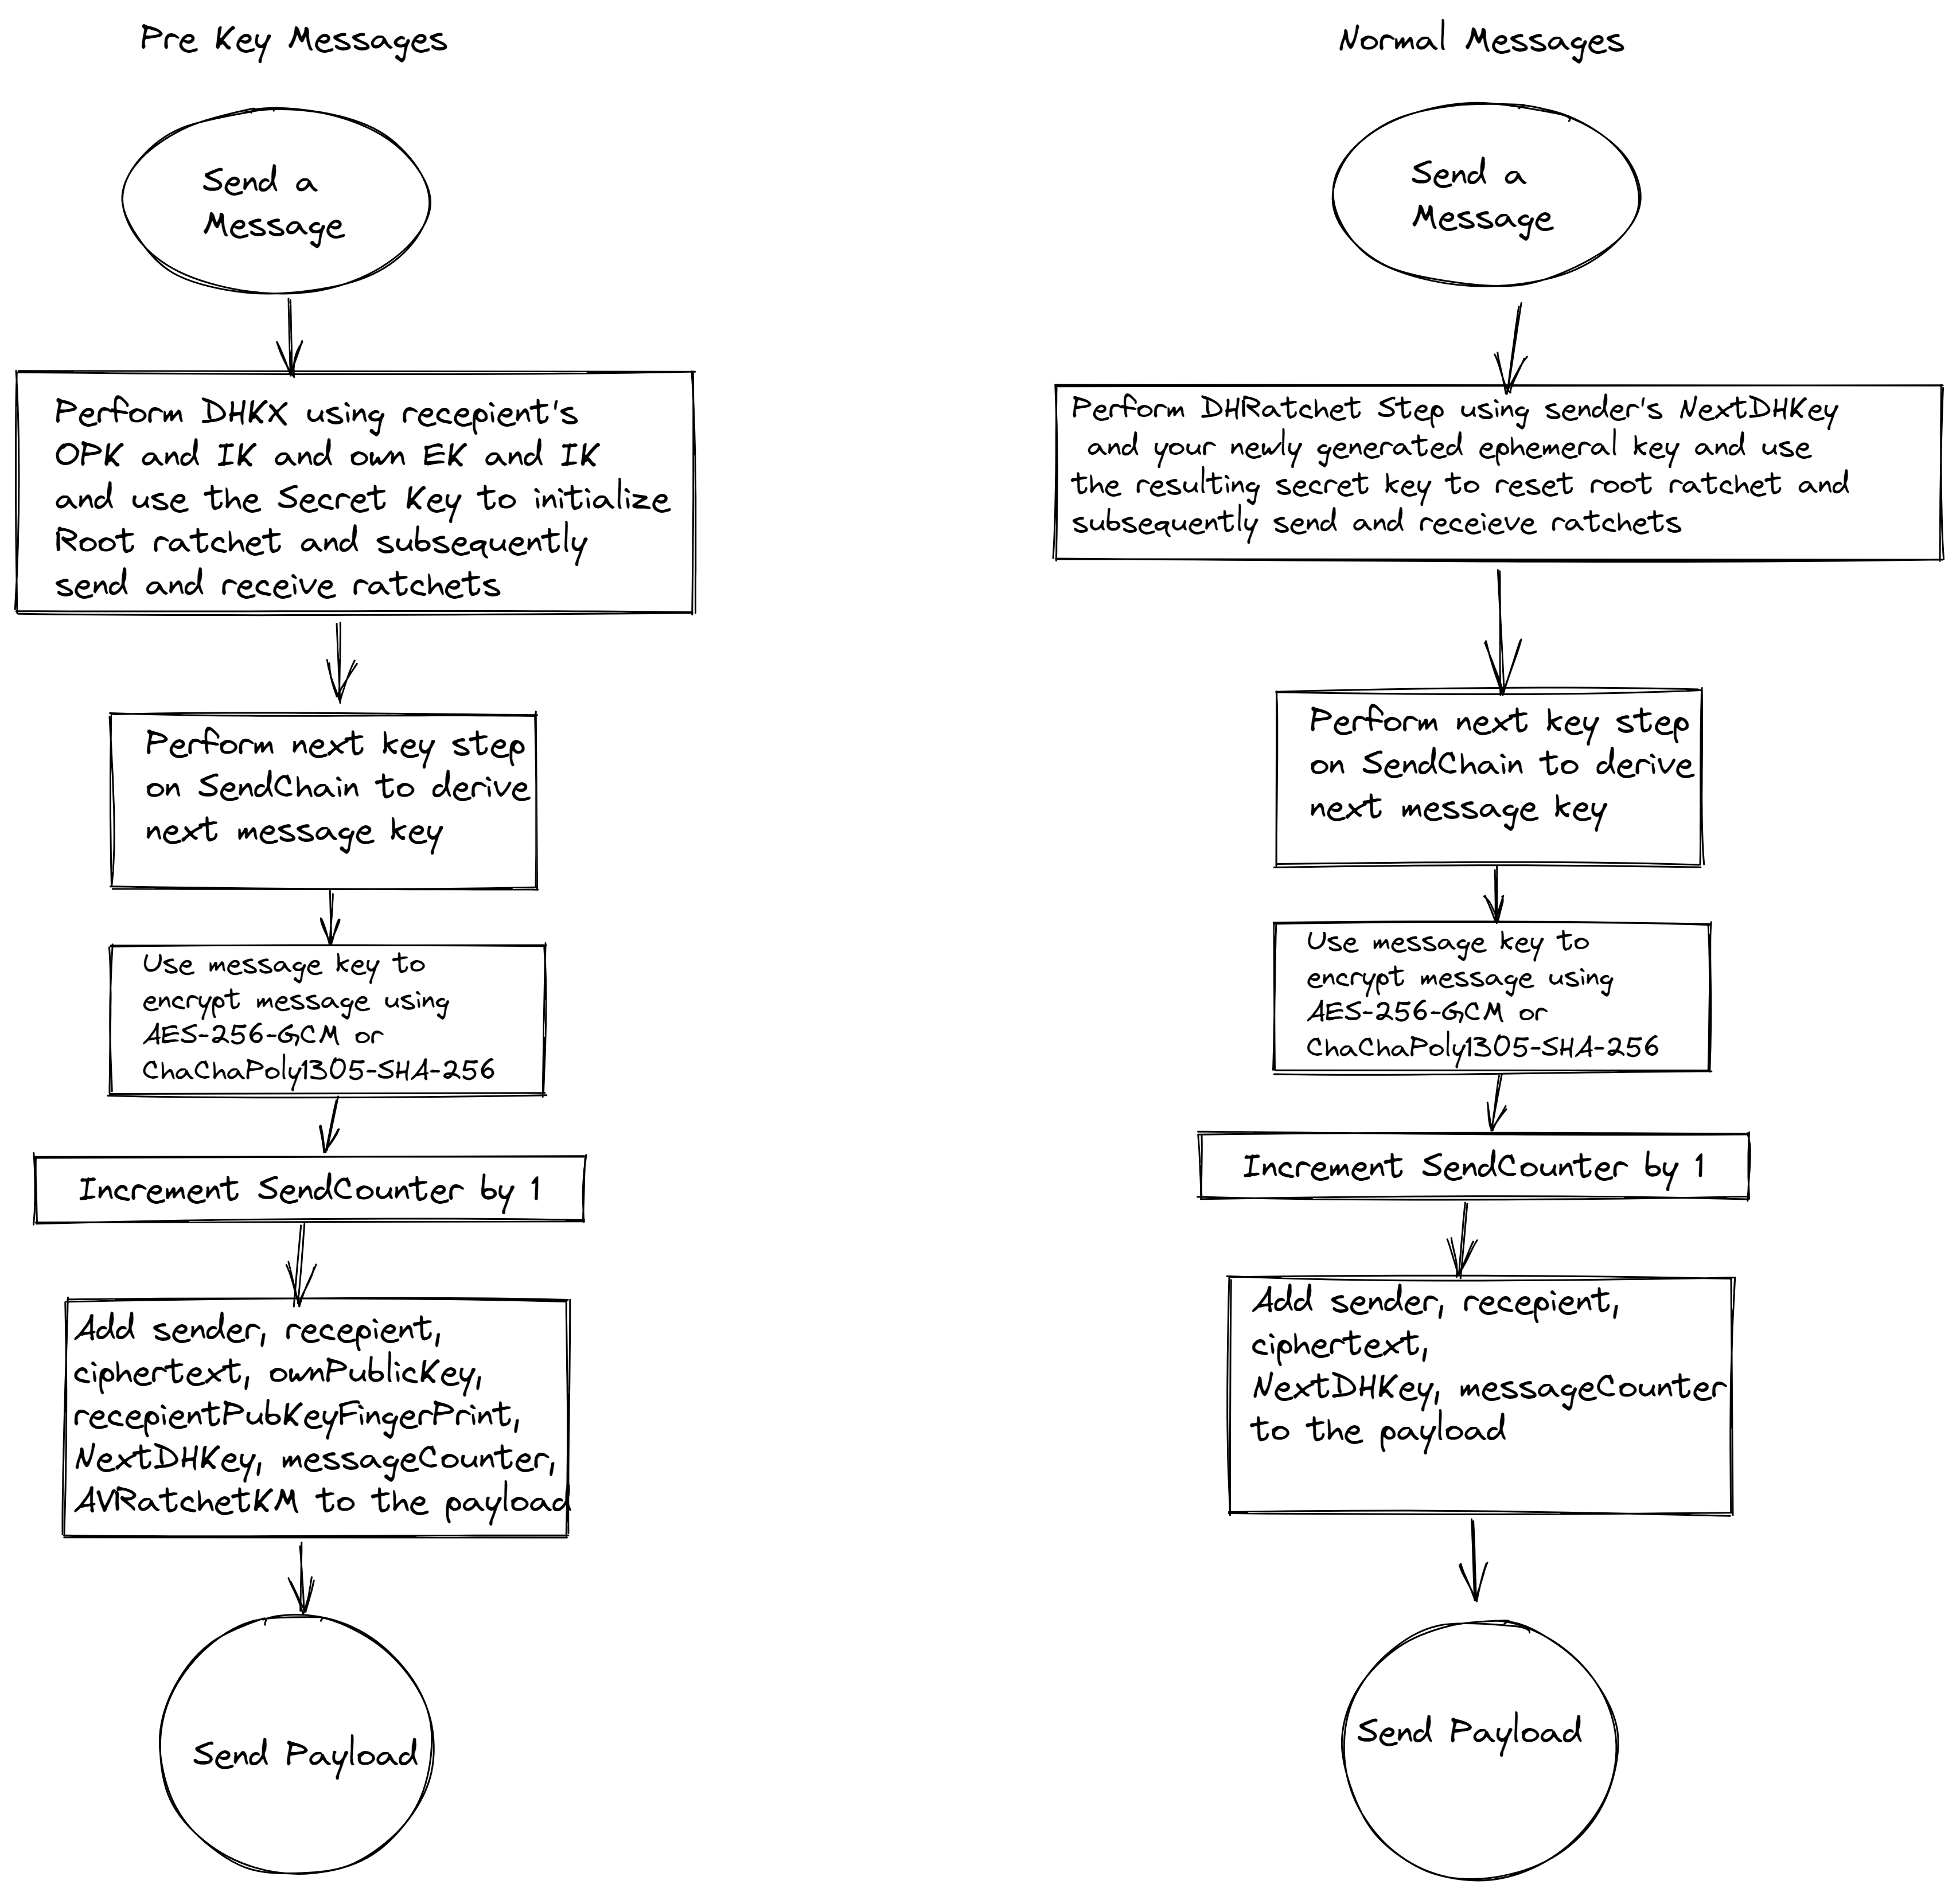 Pre Key Messages
Send a
Message
Perform DHKX using recepient's
OPK and IK and own EK and IK
and use the Secret Key to initialize
Root ratchet and subsequently
send and receive ratchets
Perform next key step
on SendChain to derive
next message key
Use message key to
encrypt message using
AES-256-GCM or
ChaChaPoly1305-SHA-256
Increment SendCounter by 1
Add sender, recepient,
ciphertext, ownPublicKey,
recepientPubKeyFingerPrint,
NextDHKey, messageCounter,
AVRatchetKM to the payload
Send Payload
Normal Messages
Send a
Message
Perform DHRatchet Step using sender's NextDHKey
and your newly generated ephemeral key and use
the resulting secret key to reset root ratchet and
subsequently send and receieve ratchets
Perform next key step
on SendChain to derive
next message key
Use message key to
encrypt message using
AES-256-GCM or
ChaChaPoly1305-SHA-256
Increment SendCounter by 1
Add sender, recepient,
ciphertext,
NextDHKey, messageCounter
to the payload
Send Payload